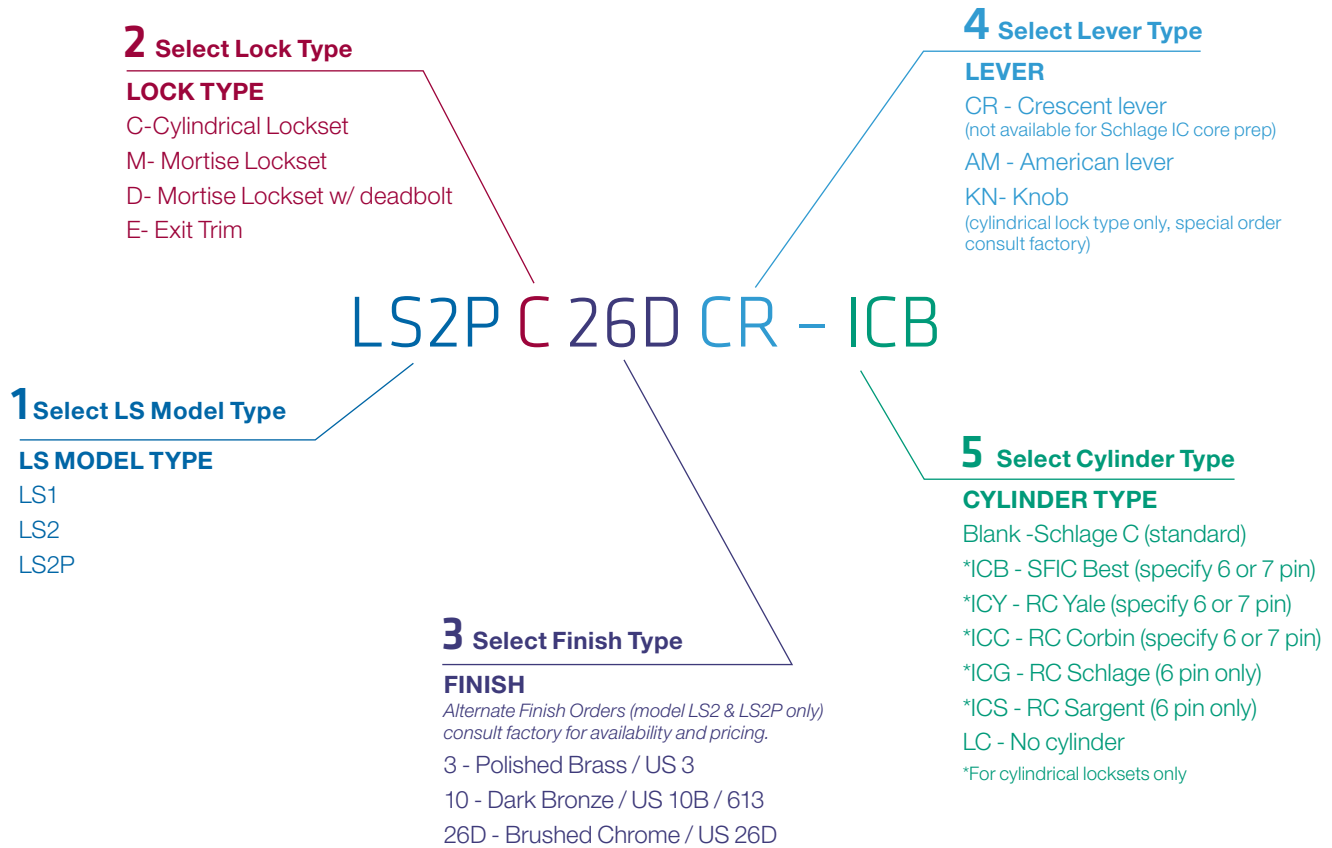 2 Select Lock Type
LOCK TYPE
C-Cylindrical Lockset
M- Mortise Lockset
D- Mortise Lockset w/ deadbolt
E- Exit Trim
4 Select Lever Type
LEVER
CR - Crescent lever
(not available for Schlage IC core prep)
AM - American lever
KN- Knob
(cylindrical lock type only, special order
consult factory)
LS2P C 26D CR – ICB
1 Select LS Model Type
LS MODEL TYPE
LS1
LS2
LS2P
3 Select Finish Type
FINISH
Alternate Finish Orders (model LS2 & LS2P only)
consult factory for availability and pricing.
3 - Polished Brass / US 3
10 - Dark Bronze / US 10B / 613
26D - Brushed Chrome / US 26D
5 Select Cylinder Type
CYLINDER TYPE
Blank -Schlage C (standard)
*ICB - SFIC Best (specify 6 or 7 pin)
*ICY - RC Yale (specify 6 or 7 pin)
*ICC - RC Corbin (specify 6 or 7 pin)
*ICG - RC Schlage (6 pin only)
*ICS - RC Sargent (6 pin only)
LC - No cylinder
*For cylindrical locksets only